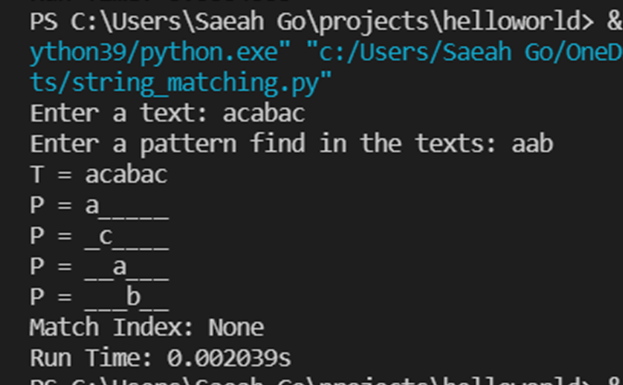 PS C:\Users\Saeah Go\projects\helloworld> &
ython39/python.exe" "c:/Users/Saeah Go/OneD
ts/string_matching.py"
Enter a text: acabac
Enter a pattern find in the texts: aab
T = acabac
P = a_____
P = _c____
P = __a___
P = ___b__
Match Index: None
Run Time: 0.002039s
PS C:\Users\Saeah Go\projects\helloworld> &